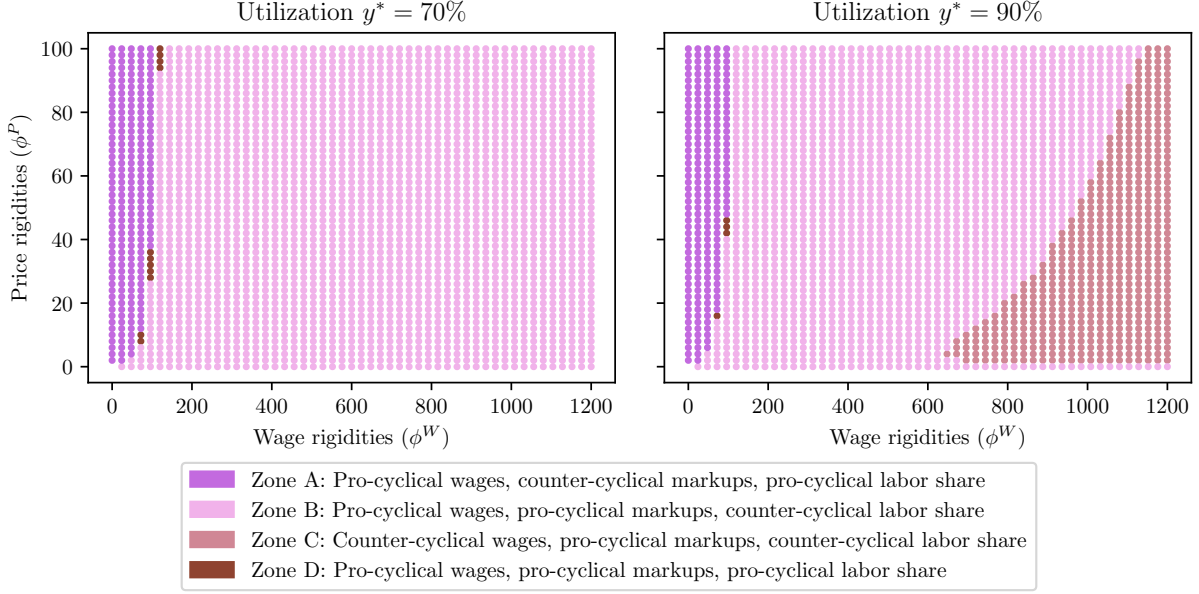 Utilization y* = 70%
Utilization y* = 90%
Price rigidities (ϕ^P)
100
80
60
40
20
0
0 200 400 600 800 1000 1200
0 200 400 600 800 1000 1200
Wage rigidities (ϕ^W)
Wage rigidities (ϕ^W)
Zone A: Pro-cyclical wages, counter-cyclical markups, pro-cyclical labor share
Zone B: Pro-cyclical wages, pro-cyclical markups, counter-cyclical labor share
Zone C: Counter-cyclical wages, pro-cyclical markups, counter-cyclical labor share
Zone D: Pro-cyclical wages, pro-cyclical markups, pro-cyclical labor share